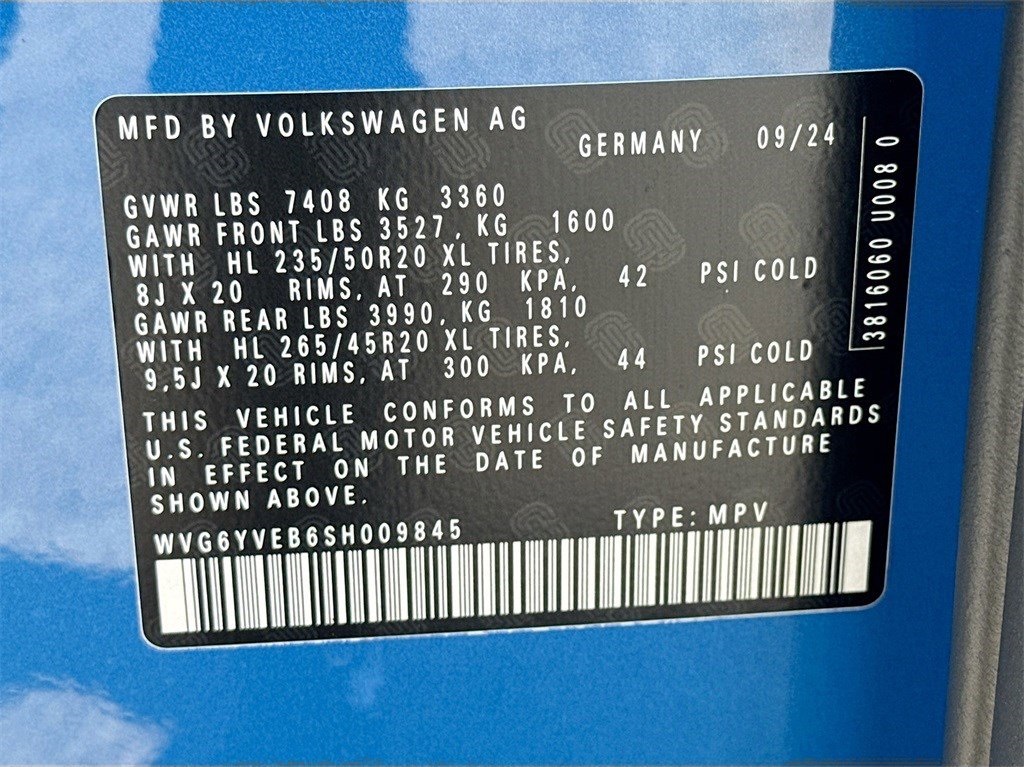 MFD BY VOLKSWAGEN AG
GERMANY 09/24
GVWR LBS 7408 KG 3360
GAWR FRONT LBS 3527, KG 1600
WITH HL 235/50R20 XL TIRES,
8J X 20 RIMS, AT 290 KPA, 42 PSI COLD
GAWR REAR LBS 3990, KG 1810
WITH HL 265/45R20 XL TIRES,
9,5J X 20 RIMS, AT 300 KPA, 44 PSI COLD
THIS VEHICLE CONFORMS TO ALL APPLICABLE
U.S. FEDERAL MOTOR VEHICLE SAFETY STANDARDS
IN EFFECT ON THE DATE OF MANUFACTURE
SHOWN ABOVE.
WVG6YVEB6SH009845 TYPE: MPV
3816060 U008 0